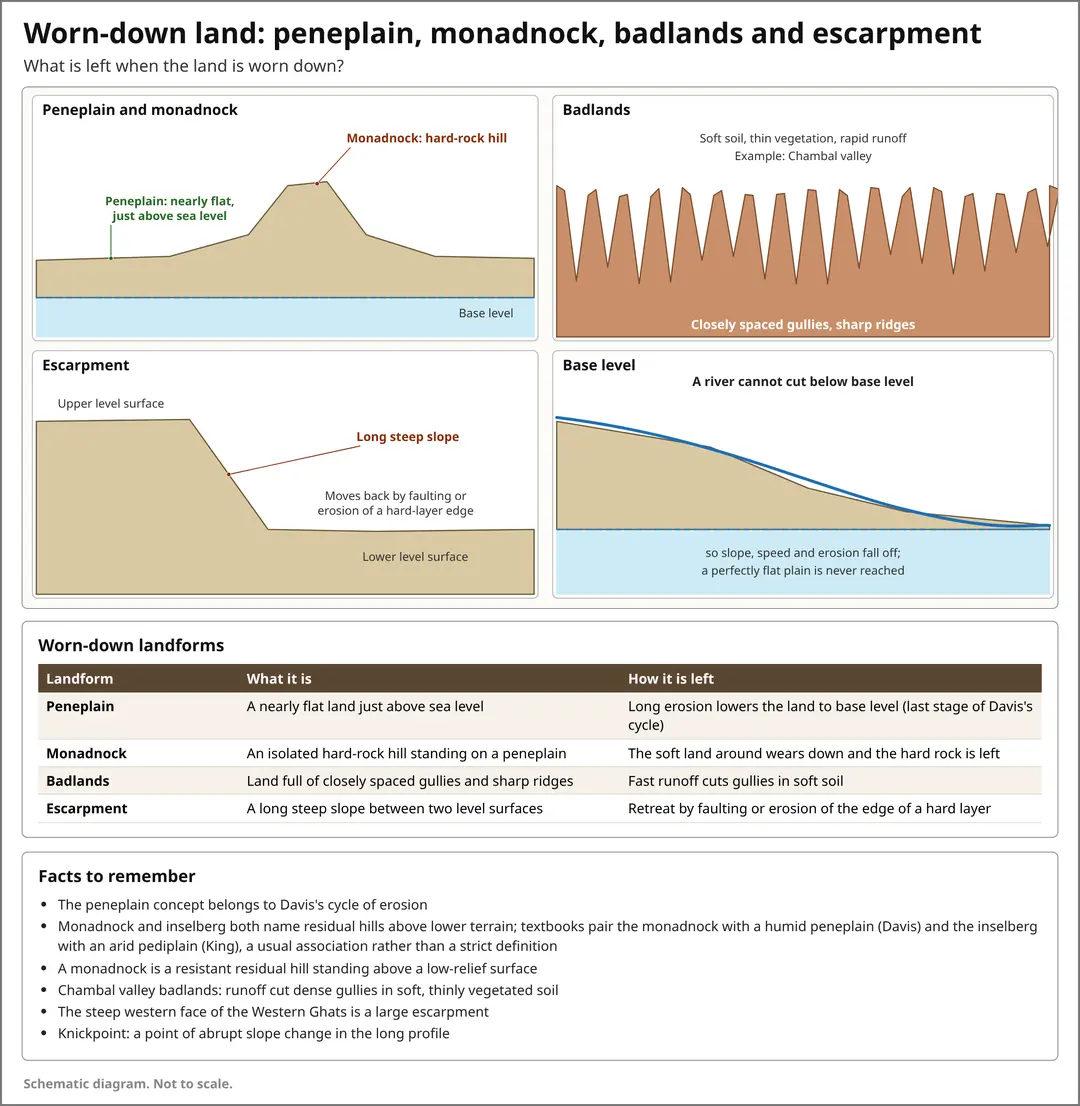 Worn-down land: peneplain, monadnock, badlands and escarpment
What is left when the land is worn down?
Peneplain and monadnock
Monadnock: hard-rock hill
Peneplain: nearly flat,
just above sea level
Base level
Badlands
Soft soil, thin vegetation, rapid runoff
Example: Chambal valley
Closely spaced gullies, sharp ridges
Escarpment
Upper level surface
Long steep slope
Moves back by faulting or
erosion of a hard-layer edge
Lower level surface
Base level
A river cannot cut below base level
so slope, speed and erosion fall off;
a perfectly flat plain is never reached
Worn-down landforms
Landform What it is How it is left
Peneplain A nearly flat land just above sea level Long erosion lowers the land to base level (last stage of Davis's
cycle)
Monadnock An isolated hard-rock hill standing on a peneplain The soft land around wears down and the hard rock is left
Badlands Land full of closely spaced gullies and sharp ridges Fast runoff cuts gullies in soft soil
Escarpment A long steep slope between two level surfaces Retreat by faulting or erosion of the edge of a hard layer
Facts to remember
• The peneplain concept belongs to Davis's cycle of erosion
• Monadnock and inselberg both name residual hills above lower terrain; textbooks pair the monadnock with a humid peneplain (Davis) and the inselberg
with an arid pediplain (King), a usual association rather than a strict definition
• A monadnock is a resistant residual hill standing above a low-relief surface
• Chambal valley badlands: runoff cut dense gullies in soft, thinly vegetated soil
• The steep western face of the Western Ghats is a large escarpment
• Knickpoint: a point of abrupt slope change in the long profile
Schematic diagram. Not to scale.